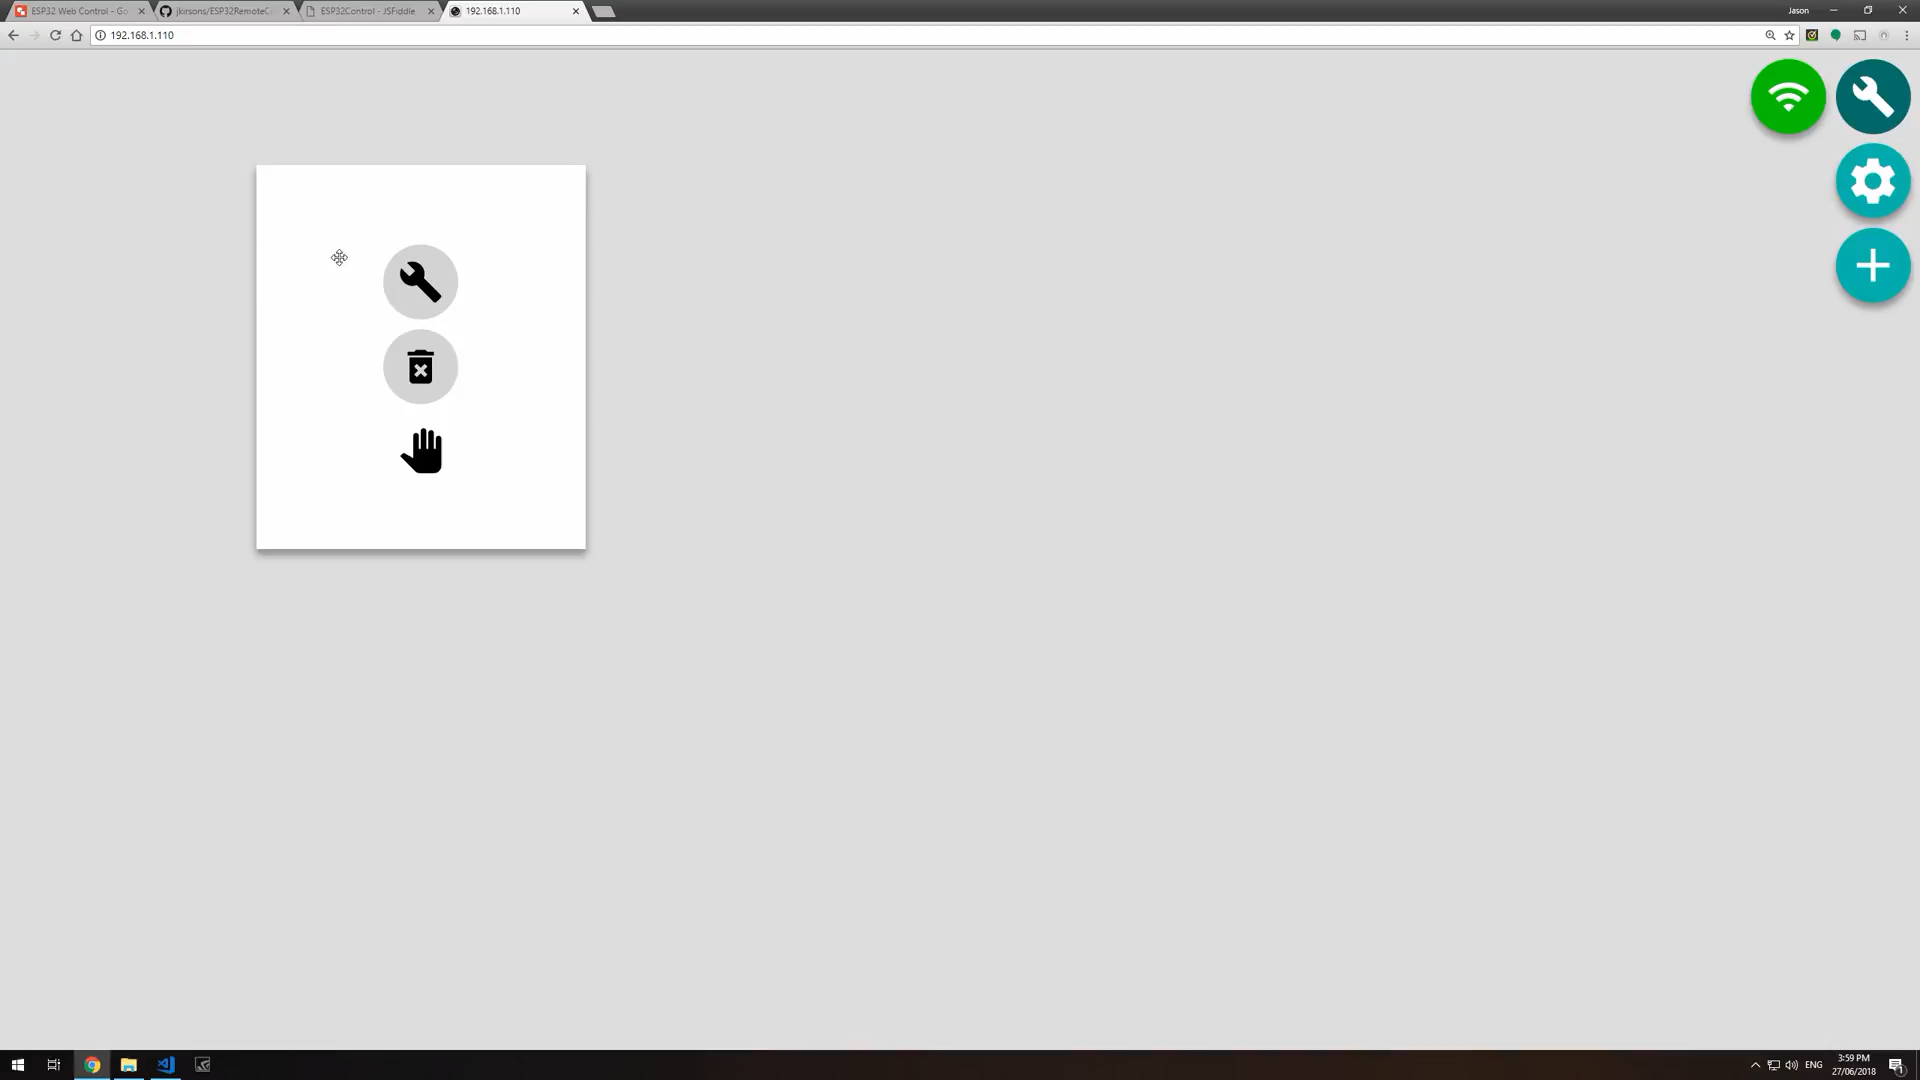 ESP32 Web Control - Go
jkirsons/ESP32RemoteC
ESP32Control - JSFiddle
192.168.1.110
Jason
192.168.1.110
ENG
3:59 PM
27/06/2018